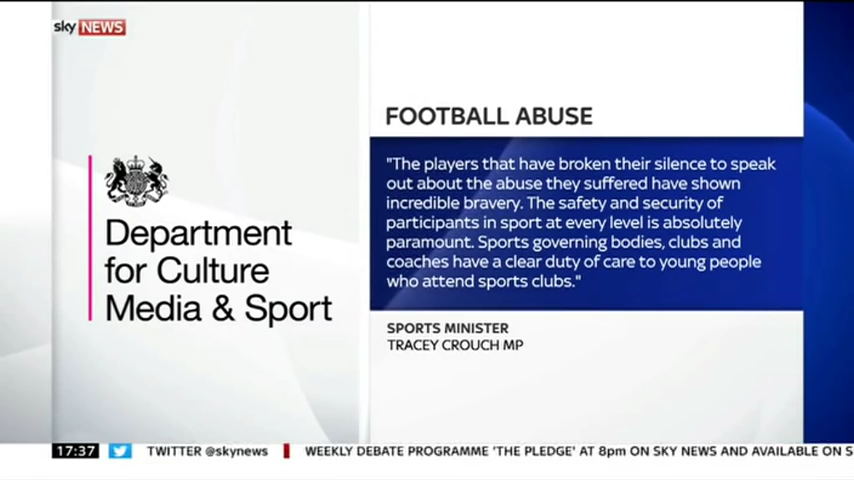 sky NEWS
Department
for Culture
Media & Sport
FOOTBALL ABUSE
"The players that have broken their silence to speak
out about the abuse they suffered have shown
incredible bravery. The safety and security of
participants in sport at every level is absolutely
paramount. Sports governing bodies, clubs and
coaches have a clear duty of care to young people
who attend sports clubs."
SPORTS MINISTER
TRACEY CROUCH MP
17:37 TWITTER @skynews WEEKLY DEBATE PROGRAMME 'THE PLEDGE' AT 8pm ON SKY NEWS AND AVAILABLE ON S